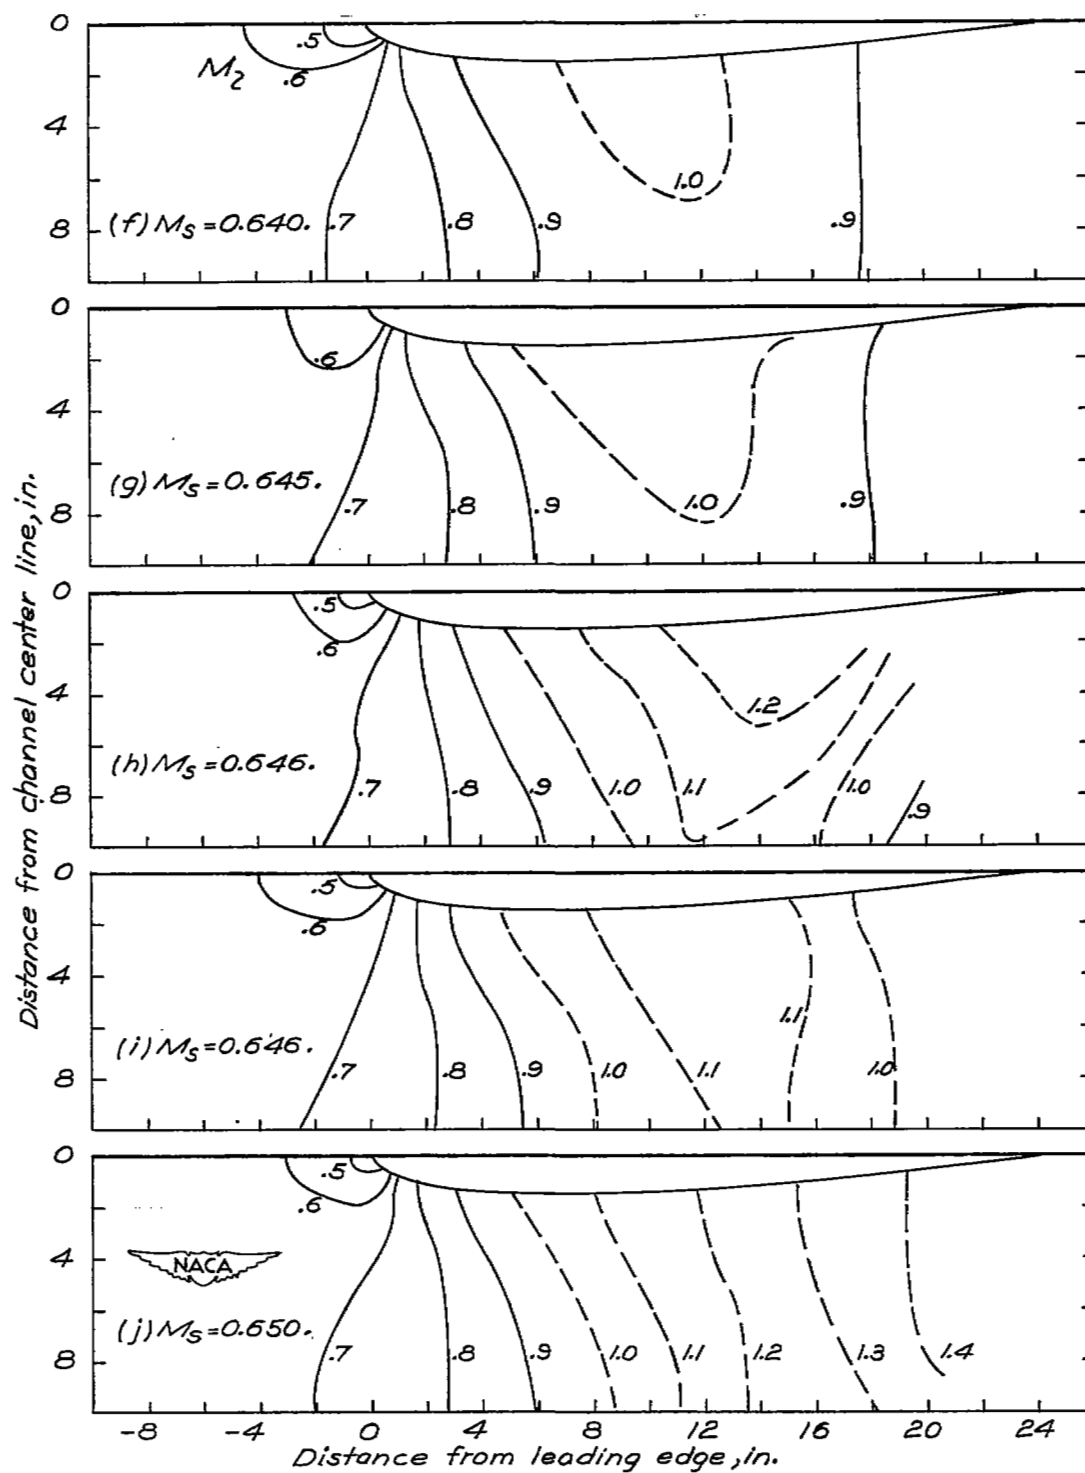 0
.5
M₂
.6
4
1.0
(f) Mₛ=0.640. .7 .8 .9 .9
8
0
.6
4
(g) Mₛ=0.645. .7 .8 .9 1.0 .9
8
0
.5
.6
4
1.2
(h) Mₛ=0.646. .7 .8 .9 1.0 1.1 1.0
8
.9
0
.5
.6
4
1.1
(i) Mₛ=0.646. .7 .8 .9 1.0 1.1 1.0
8
0
.5
.6
4
NACA
(j) Mₛ=0.650. .7 .8 .9 1.0 1.1 1.2 1.3 1.4
8
-8 -4 0 4 8 12 16 20 24
Distance from leading edge, in.
Distance from channel center line, in.